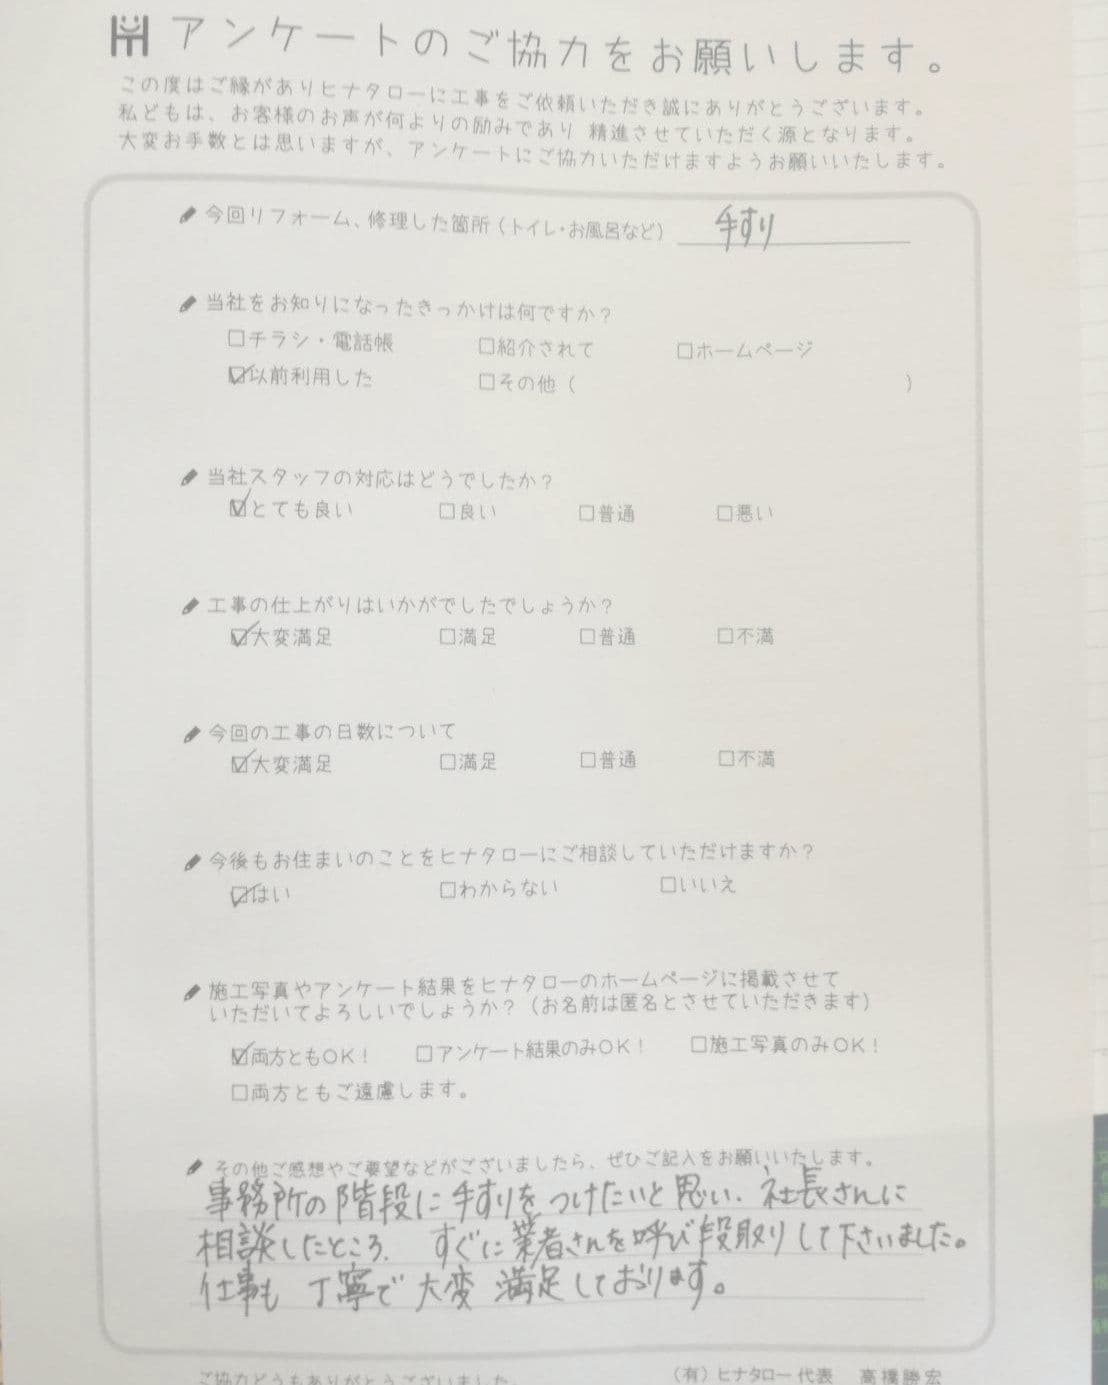 アンケートのご協力をお願いします。
この度はご縁がありヒナタローに工事をご依頼いただき誠にありがとうございます。
私どもは、お客様のお声が何よりの励みであり 精進させていただく源となります。
大変お手数とは思いますが、アンケートにご協力いただけますようお願いいたします。
今回リフォーム、修理した箇所（トイレ・お風呂など） 手すり
当社をお知りになったきっかけは何ですか？
□チラシ・電話帳 □紹介されて □ホームページ
☑以前利用した □その他（ ）
当社スタッフの対応はどうでしたか？
☑とても良い □良い □普通 □悪い
工事の仕上がりはいかがでしたでしょうか？
☑大変満足 □満足 □普通 □不満
今回の工事の日数について
☑大変満足 □満足 □普通 □不満
今後もお住まいのことをヒナタローにご相談していただけますか？
☑はい □わからない □いいえ
施工写真やアンケート結果をヒナタローのホームページに掲載させて
いただいてよろしいでしょうか？（お名前は匿名とさせていただきます）
☑両方ともOK！ □アンケート結果のみOK！ □施工写真のみOK！
□両方ともご遠慮します。
その他ご感想やご要望などがございましたら、ぜひご記入をお願いいたします。
事務所の階段に手すりをつけたいと思い、社長さんに
相談したところ、すぐに業者さんを呼び段取りして下さいました。
仕事も 丁寧で 大変 満足しております。
ご協力どうもありがとうございました。
（有）ヒナタロー代表 高橋勝宏